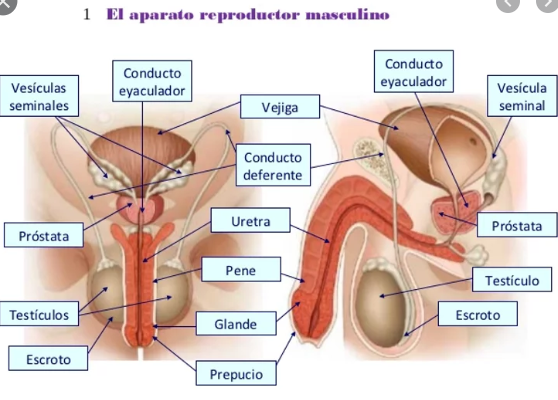 1 El aparato reproductor masculino
Vesículas
seminales
Conducto
eyaculador
Vejiga
Conducto
deferente
Próstata
Uretra
Pene
Testículos
Glande
Escroto
Prepucio
Conducto
eyaculador
Vesícula
seminal
Próstata
Testículo
Escroto